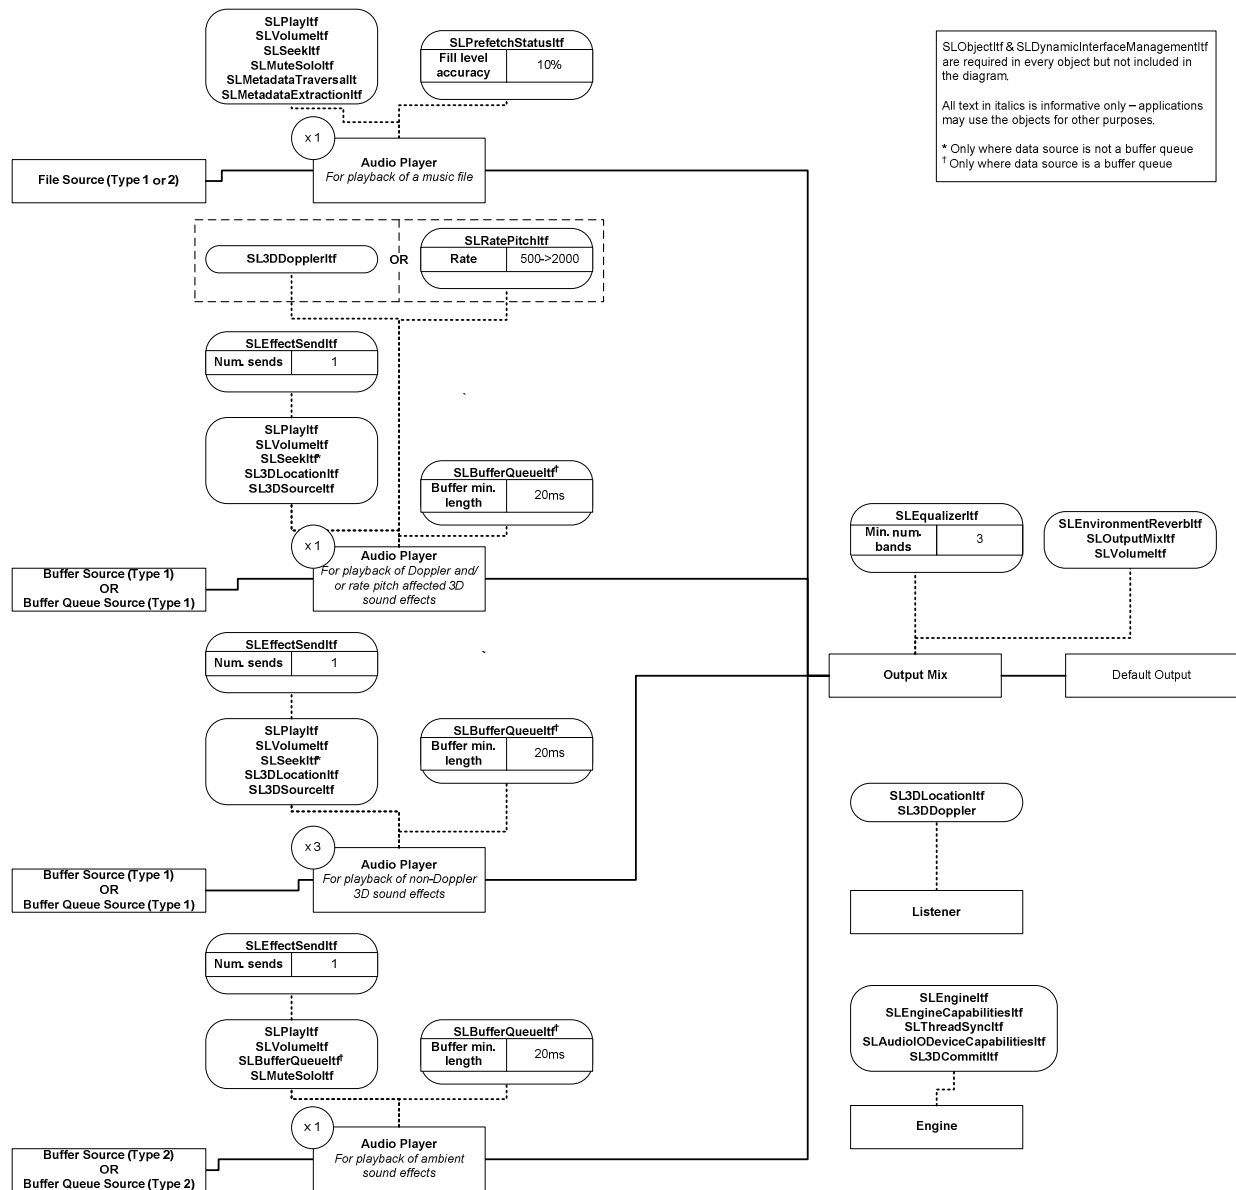 SLPlayItf
SLVolumeItf
SLSeekItf
SLMuteSoloItf
SLMetadataTraversalIt
SLMetadataExtractionItf
SLPrefetchStatusItf
Fill level
accuracy
10%
SLObjectItf & SLDynamicInterfaceManagementItf
are required in every object but not included in
the diagram.
All text in italics is informative only – applications
may use the objects for other purposes.
* Only where data source is not a buffer queue
† Only where data source is a buffer queue
x 1
File Source (Type 1 or 2)
Audio Player
For playback of a music file
SL3DDopplerItf
OR
SLRatePitchItf
Rate
500->2000
SLEffectSendItf
Num. sends
1
SLPlayItf
SLVolumeItf
SLSeekItf*
SL3DLocationItf
SL3DSourceItf
SLBufferQueueItf†
Buffer min.
length
20ms
x 1
Buffer Source (Type 1)
OR
Buffer Queue Source (Type 1)
Audio Player
For playback of Doppler and/
or rate pitch affected 3D
sound effects
SLEqualizerItf
Min. num.
bands
3
SLEnvironmentReverbItf
SLOutputMixItf
SLVolumeItf
Output Mix
Default Output
SLEffectSendItf
Num. sends
1
SLPlayItf
SLVolumeItf
SLSeekItf*
SL3DLocationItf
SL3DSourceItf
SLBufferQueueItf†
Buffer min.
length
20ms
x 3
Buffer Source (Type 1)
OR
Buffer Queue Source (Type 1)
Audio Player
For playback of non-Doppler
3D sound effects
SL3DLocationItf
SL3DDoppler
Listener
SLEffectSendItf
Num. sends
1
SLPlayItf
SLVolumeItf
SLBufferQueueItf†
SLMuteSoloItf
SLBufferQueueItf†
Buffer min.
length
20ms
x 1
Buffer Source (Type 2)
OR
Buffer Queue Source (Type 2)
Audio Player
For playback of ambient
sound effects
SLEngineItf
SLEngineCapabilitiesItf
SLThreadSyncItf
SLAudioIODeviceCapabilitiesItf
SL3DCommitItf
Engine